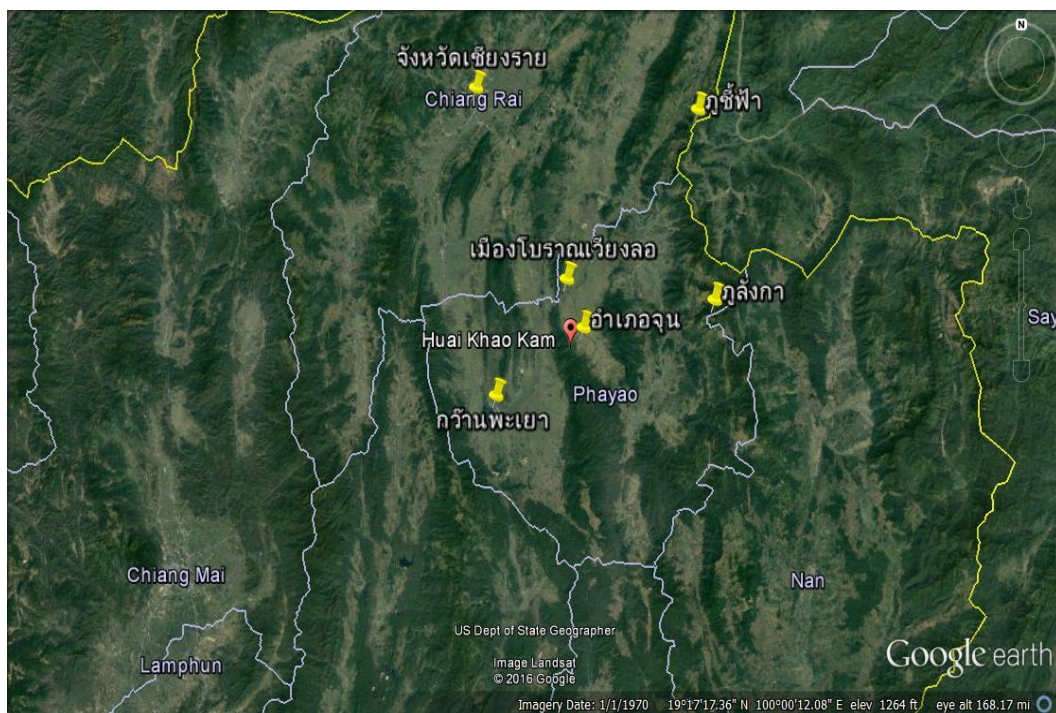 N
จังหวัดเชียงราย
Chiang Rai
ภูชี้ฟ้า
เมืองโบราณเวียงลอ
ภูลังกา
อำเภอจุน
Huai Khao Kam
Say
Phayao
กว๊านพะเยา
Chiang Mai
Nan
US Dept of State Geographer
Lamphun
Image Landsat
© 2016 Google
Google earth
Imagery Date: 1/1/1970 19°17'17.36" N 100°00'12.08" E elev 1264 ft eye alt 168.17 mi